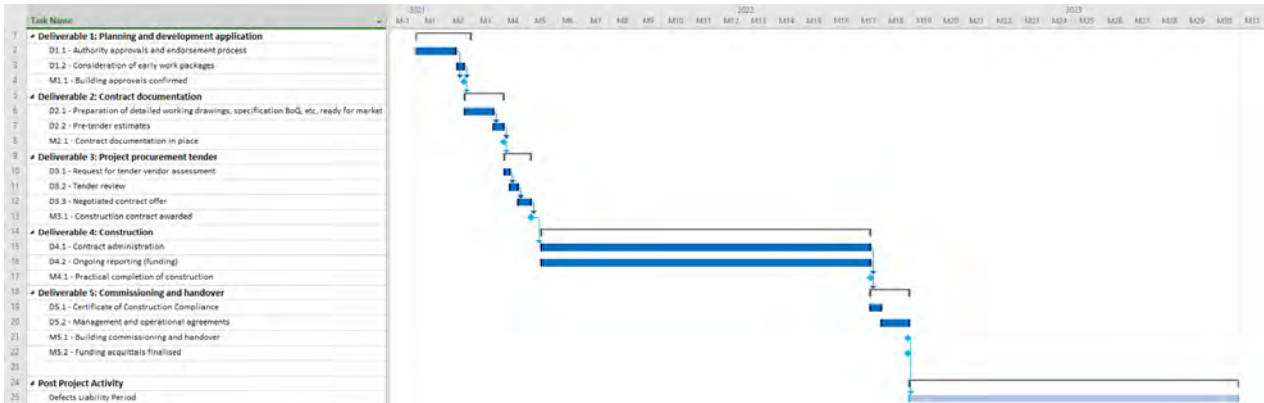 2021 2022 2023
Task Name M-1 M1 M2 M3 M4 M5 M6 M7 M8 M9 M10 M11 M12 M13 M14 M15 M16 M17 M18 M19 M20 M21 M22 M23 M24 M25 M26 M27 M28 M29 M30 M31
1 Deliverable 1: Planning and development application
2 D1.1 - Authority approvals and endorsement process
3 D1.2 - Consideration of early work packages
4 M1.1 - Building approvals confirmed
5 Deliverable 2: Contract documentation
6 D2.1 - Preparation of detailed working drawings, specification BoQ, etc, ready for market
7 D2.2 - Pre-tender estimates
8 M2.1 - Contract documentation in place
9 Deliverable 3: Project procurement tender
10 D3.1 - Request for tender vendor assessment
11 D3.2 - Tender review
12 D3.3 - Negotiated contract offer
13 M3.1 - Construction contract awarded
14 Deliverable 4: Construction
15 D4.1 - Contract administration
16 D4.2 - Ongoing reporting (funding)
17 M4.1 - Practical completion of construction
18 Deliverable 5: Commissioning and handover
19 D5.1 - Certificate of Construction Compliance
20 D5.2 - Management and operational agreements
21 M5.1 - Building commissioning and handover
22 M5.2 - Funding acquittals finalised
23
24 Post Project Activity
25 Defects Liability Period